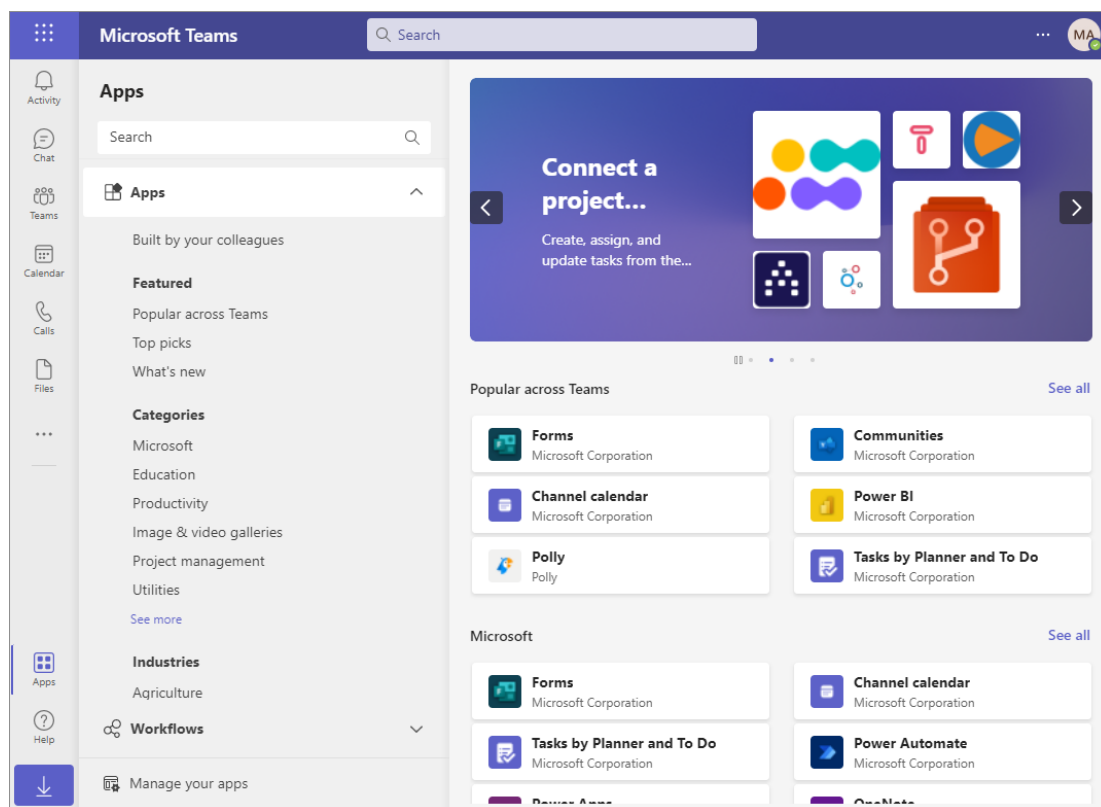 Microsoft Teams
Search
MA
Activity
Chat
Teams
Calendar
Calls
Files
Apps
Help
Apps
Search
Apps
Built by your colleagues
Featured
Popular across Teams
Top picks
What's new
Categories
Microsoft
Education
Productivity
Image & video galleries
Project management
Utilities
See more
Industries
Agriculture
Workflows
Manage your apps
Connect a
project...
Create, assign, and
update tasks from the...
Popular across Teams
See all
Forms
Microsoft Corporation
Communities
Microsoft Corporation
Channel calendar
Microsoft Corporation
Power BI
Microsoft Corporation
Polly
Polly
Tasks by Planner and To Do
Microsoft Corporation
Microsoft
See all
Forms
Microsoft Corporation
Channel calendar
Microsoft Corporation
Tasks by Planner and To Do
Microsoft Corporation
Power Automate
Microsoft Corporation
Power Apps
OneNote